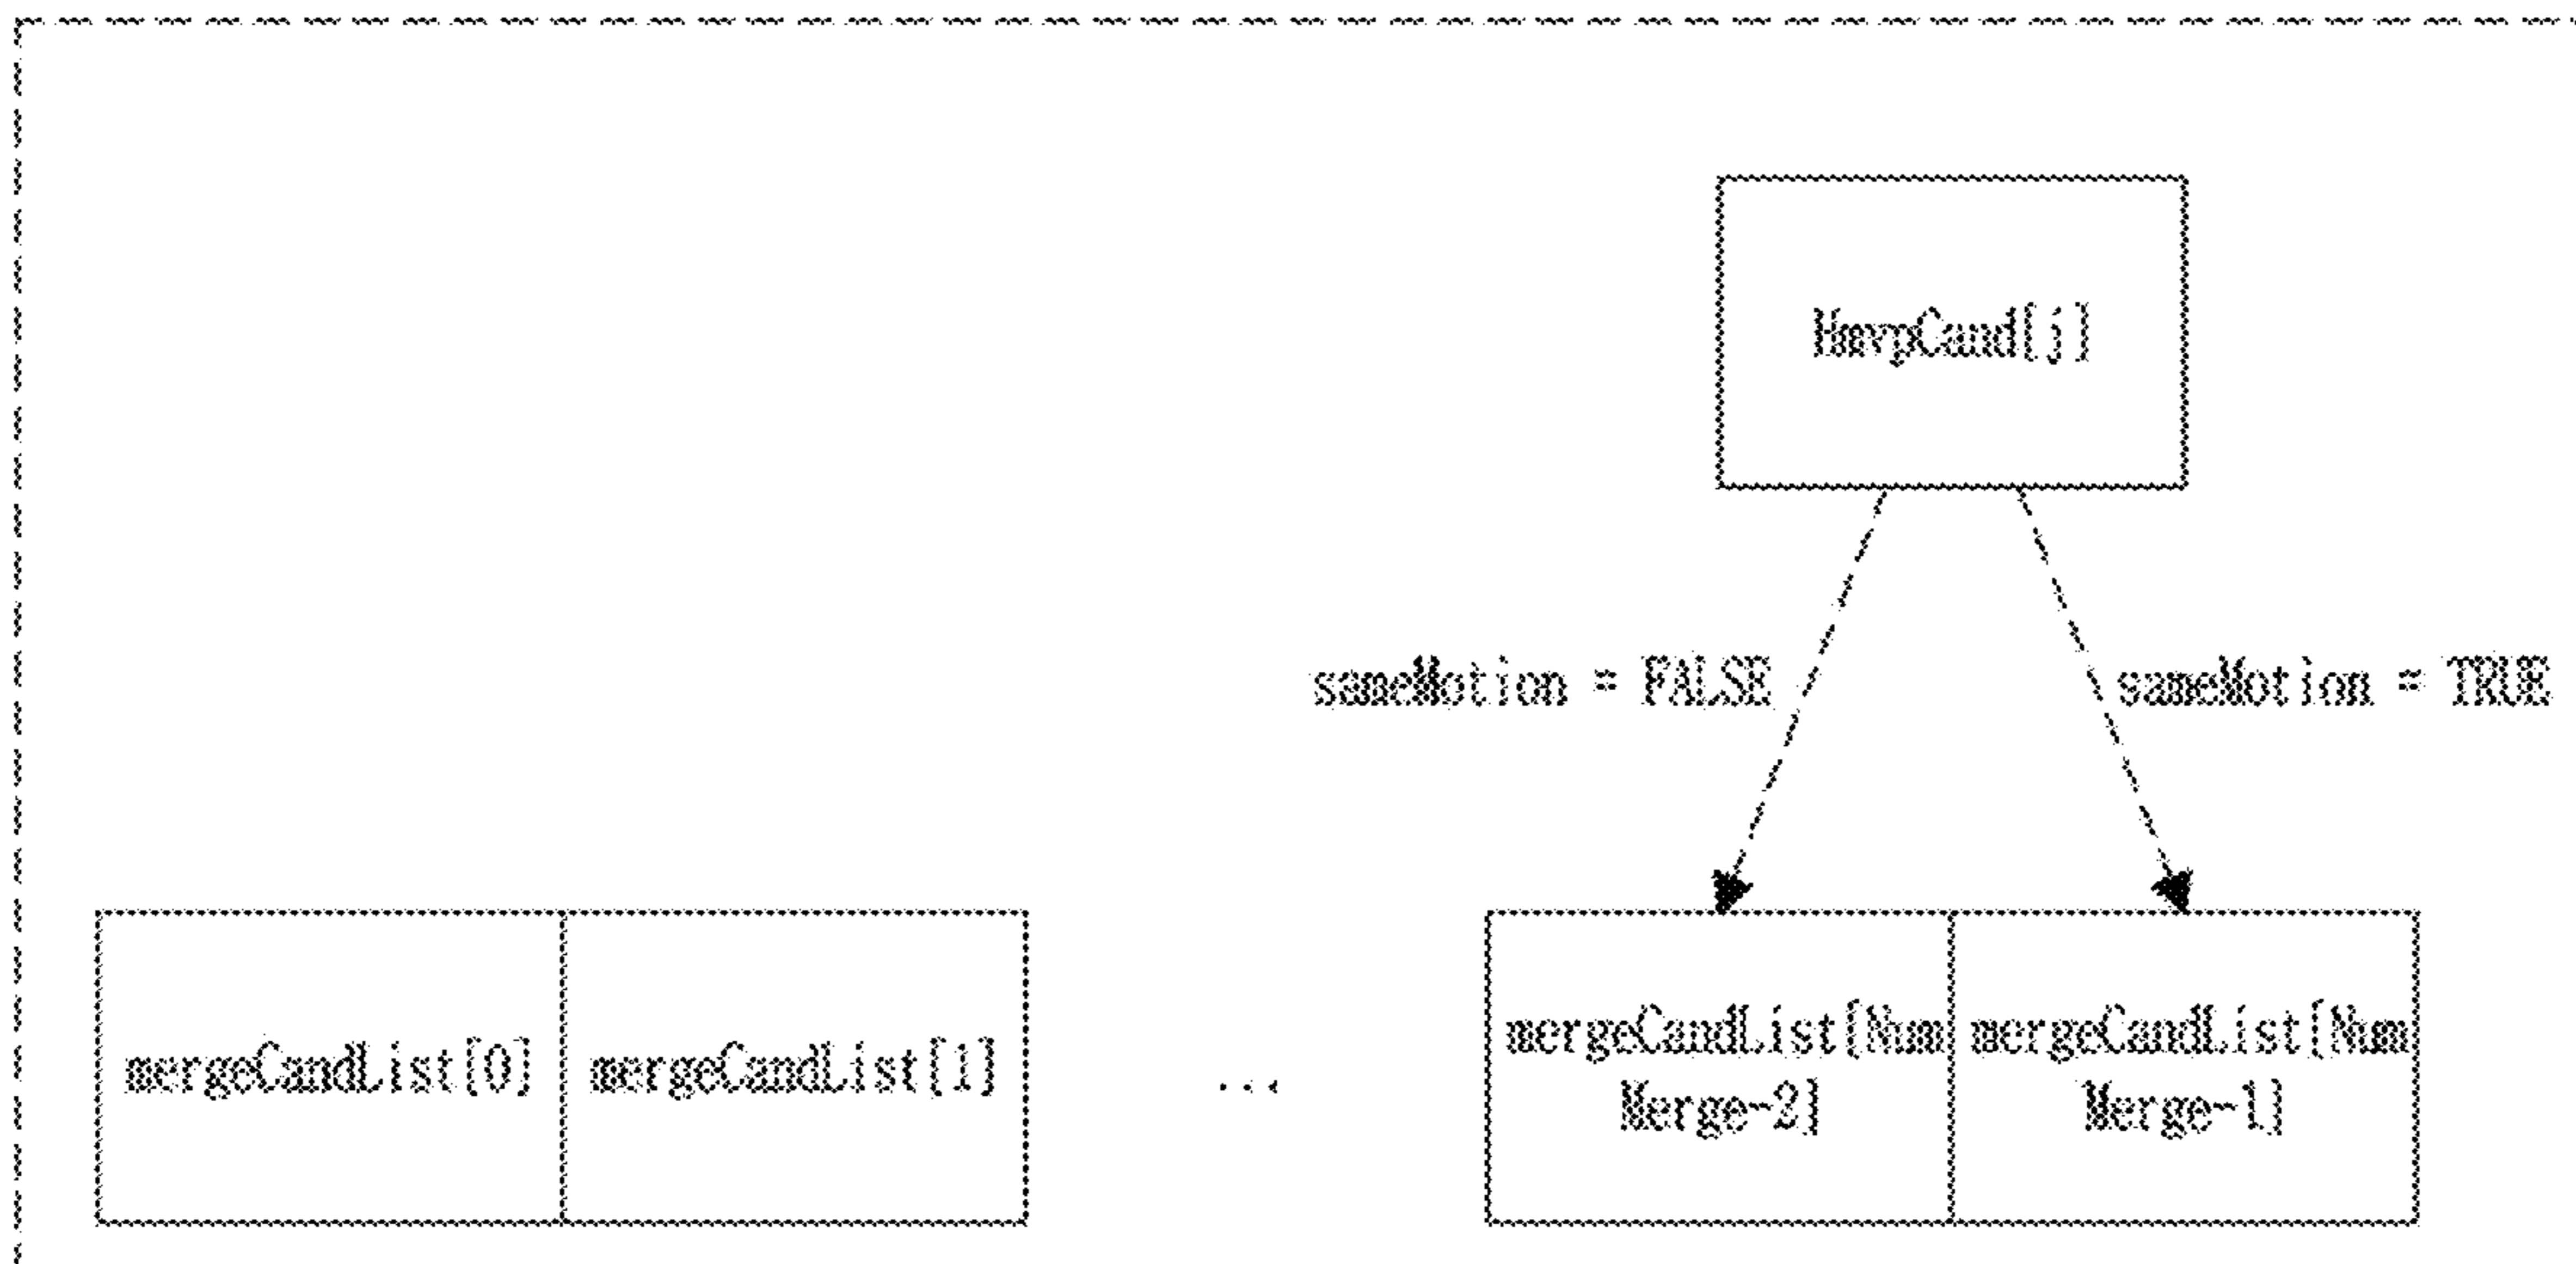 HmvpCand[j]
sameMotion = FALSE
sameMotion = TRUE
mergeCandList[0]
mergeCandList[1]
...
mergeCandList[Num
Merge-2]
mergeCandList[Num
Merge-1]